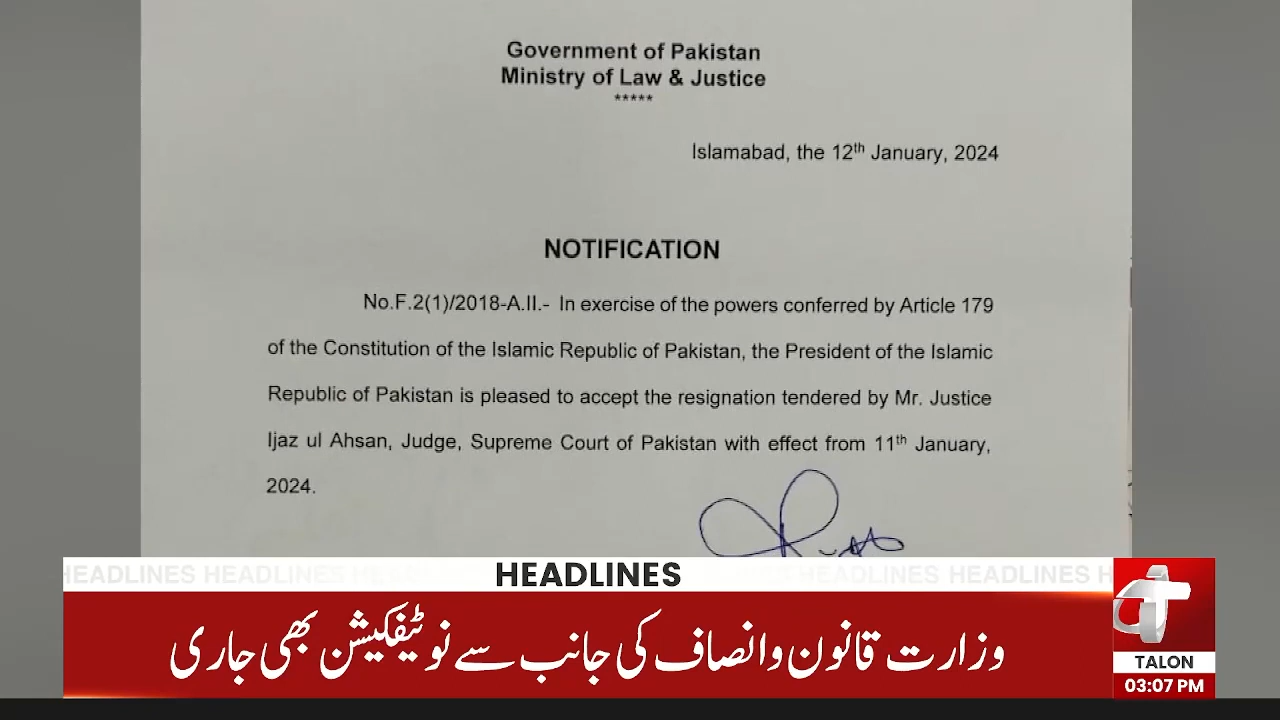 Government of Pakistan
Ministry of Law & Justice
*****
Islamabad, the 12th January, 2024
NOTIFICATION
No.F.2(1)/2018-A.II.- In exercise of the powers conferred by Article 179
of the Constitution of the Islamic Republic of Pakistan, the President of the Islamic
Republic of Pakistan is pleased to accept the resignation tendered by Mr. Justice
Ijaz ul Ahsan, Judge, Supreme Court of Pakistan with effect from 11th January,
2024.
HEADLINES HEADLINES HEADLINES HEADLINES HEADLINES
وزارت قانون وانصاف کی جانب سے نوٹیفکیشن بھی جاری
TALON
03:07 PM